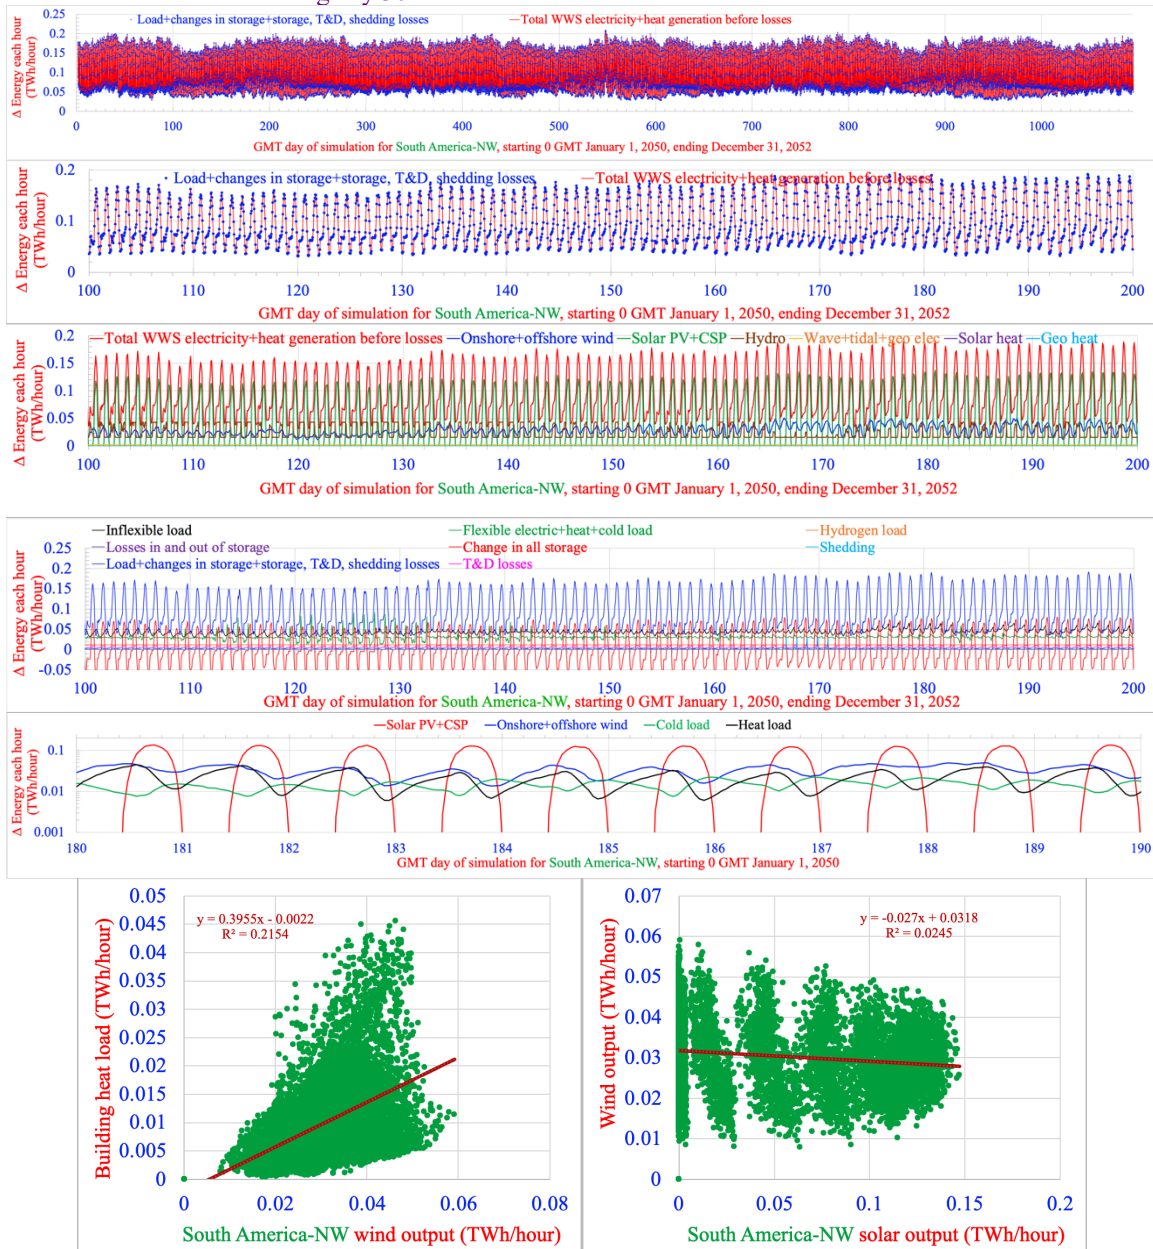 · Load+changes in storage+storage, T&D, shedding losses —Total WWS electricity+heat generation before losses
Δ Energy each hour
(TWh/hour)
0.25
0.2
0.15
0.1
0.05
0
0 100 200 300 400 500 600 700 800 900 1000
GMT day of simulation for South America-NW, starting 0 GMT January 1, 2050, ending December 31, 2052
· Load+changes in storage+storage, T&D, shedding losses —Total WWS electricity+heat generation before losses
Δ Energy each hour
(TWh/hour)
0.2
0.1
0
100 110 120 130 140 150 160 170 180 190 200
GMT day of simulation for South America-NW, starting 0 GMT January 1, 2050, ending December 31, 2052
—Total WWS electricity+heat generation before losses —Onshore+offshore wind —Solar PV+CSP —Hydro —Wave+tidal+geo elec —Solar heat —Geo heat
Δ Energy each hour
(TWh/hour)
0.2
0.15
0.1
0.05
0
100 110 120 130 140 150 160 170 180 190 200
GMT day of simulation for South America-NW, starting 0 GMT January 1, 2050, ending December 31, 2052
—Inflexible load —Flexible electric+heat+cold load —Hydrogen load
—Losses in and out of storage —Change in all storage —Shedding
—Load+changes in storage+storage, T&D, shedding losses —T&D losses
Δ Energy each hour
(TWh/hour)
0.25
0.2
0.15
0.1
0.05
0
-0.05
100 110 120 130 140 150 160 170 180 190 200
GMT day of simulation for South America-NW, starting 0 GMT January 1, 2050, ending December 31, 2052
—Solar PV+CSP —Onshore+offshore wind —Cold load —Heat load
Δ Energy each hour
(TWh/hour)
0.1
0.01
0.001
180 181 182 183 184 185 186 187 188 189 190
GMT day of simulation for South America-NW, starting 0 GMT January 1, 2050
Building heat load (TWh/hour)
0.05
0.045
0.04
0.035
0.03
0.025
0.02
0.015
0.01
0.005
0
y = 0.3955x - 0.0022
R² = 0.2154
0 0.02 0.04 0.06 0.08
South America-NW wind output (TWh/hour)
Wind output (TWh/hour)
0.07
0.06
0.05
0.04
0.03
0.02
0.01
0
y = -0.027x + 0.0318
R² = 0.0245
0 0.05 0.1 0.15 0.2
South America-NW solar output (TWh/hour)